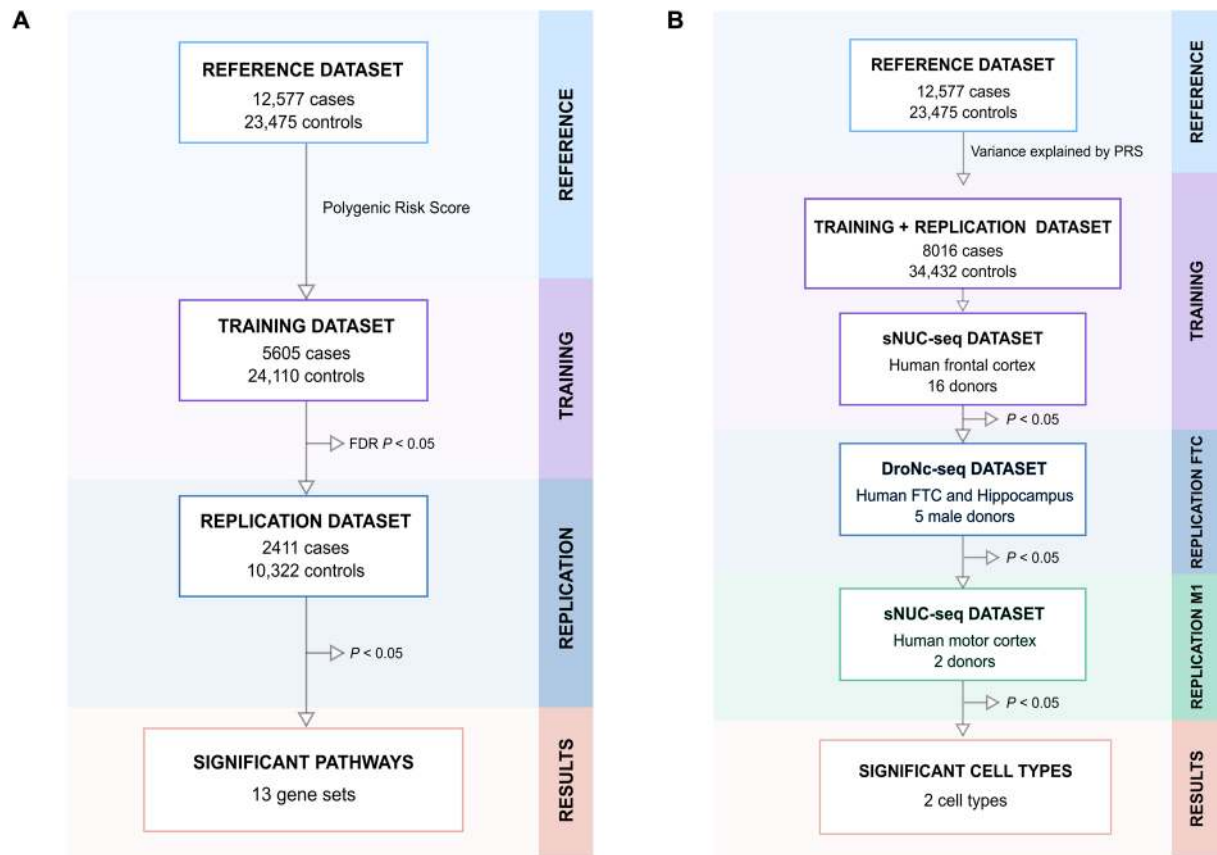 A
REFERENCE DATASET
12,577 cases
23,475 controls
REFERENCE
Polygenic Risk Score
TRAINING DATASET
5605 cases
24,110 controls
TRAINING
FDR P < 0.05
REPLICATION DATASET
2411 cases
10,322 controls
REPLICATION
P < 0.05
SIGNIFICANT PATHWAYS
13 gene sets
RESULTS
B
REFERENCE DATASET
12,577 cases
23,475 controls
REFERENCE
Variance explained by PRS
TRAINING + REPLICATION DATASET
8016 cases
34,432 controls
TRAINING
sNUC-seq DATASET
Human frontal cortex
16 donors
P < 0.05
DroNc-seq DATASET
Human FTC and Hippocampus
5 male donors
REPLICATION FTC
P < 0.05
sNUC-seq DATASET
Human motor cortex
2 donors
REPLICATION M1
P < 0.05
SIGNIFICANT CELL TYPES
2 cell types
RESULTS